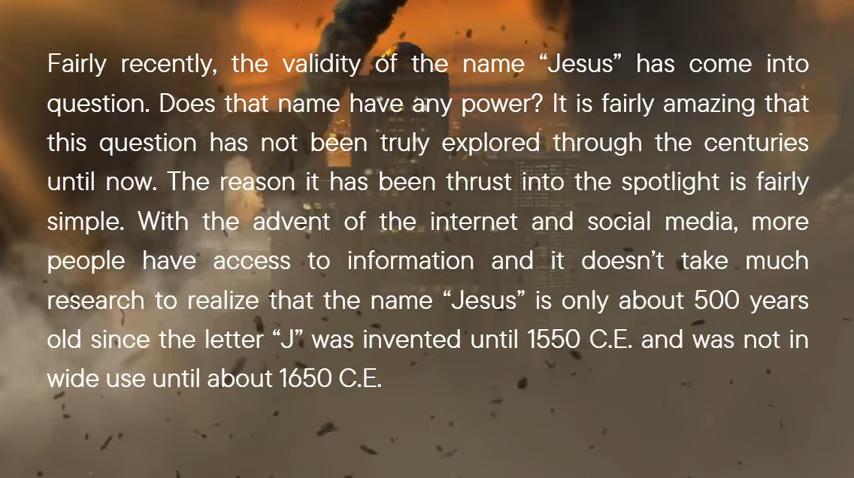 Fairly recently, the validity of the name “Jesus” has come into
question. Does that name have any power? It is fairly amazing that
this question has not been truly explored through the centuries
until now. The reason it has been thrust into the spotlight is fairly
simple. With the advent of the internet and social media, more
people have access to information and it doesn’t take much
research to realize that the name “Jesus” is only about 500 years
old since the letter “J” was invented until 1550 C.E. and was not in
wide use until about 1650 C.E.